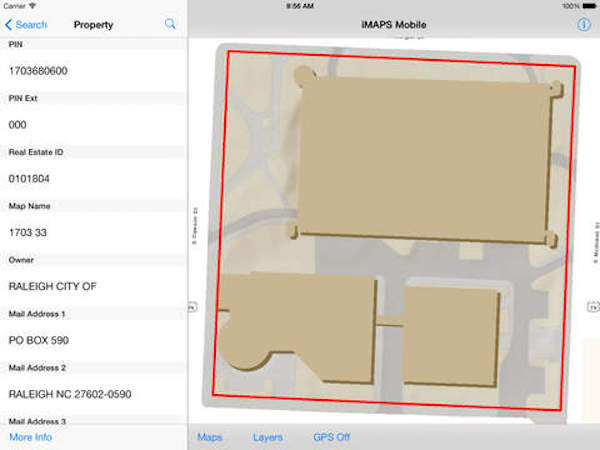 Carrier 9:56 AM 100%
Search Property
iMAPS Mobile
PIN
1703680600
PIN Ext
000
Real Estate ID
0101804
Map Name
1703 33
Owner
RALEIGH CITY OF
Mail Address 1
PO BOX 590
Mail Address 2
RALEIGH NC 27602-0590
Mail Address 3
More Info
Maps Layers GPS Off